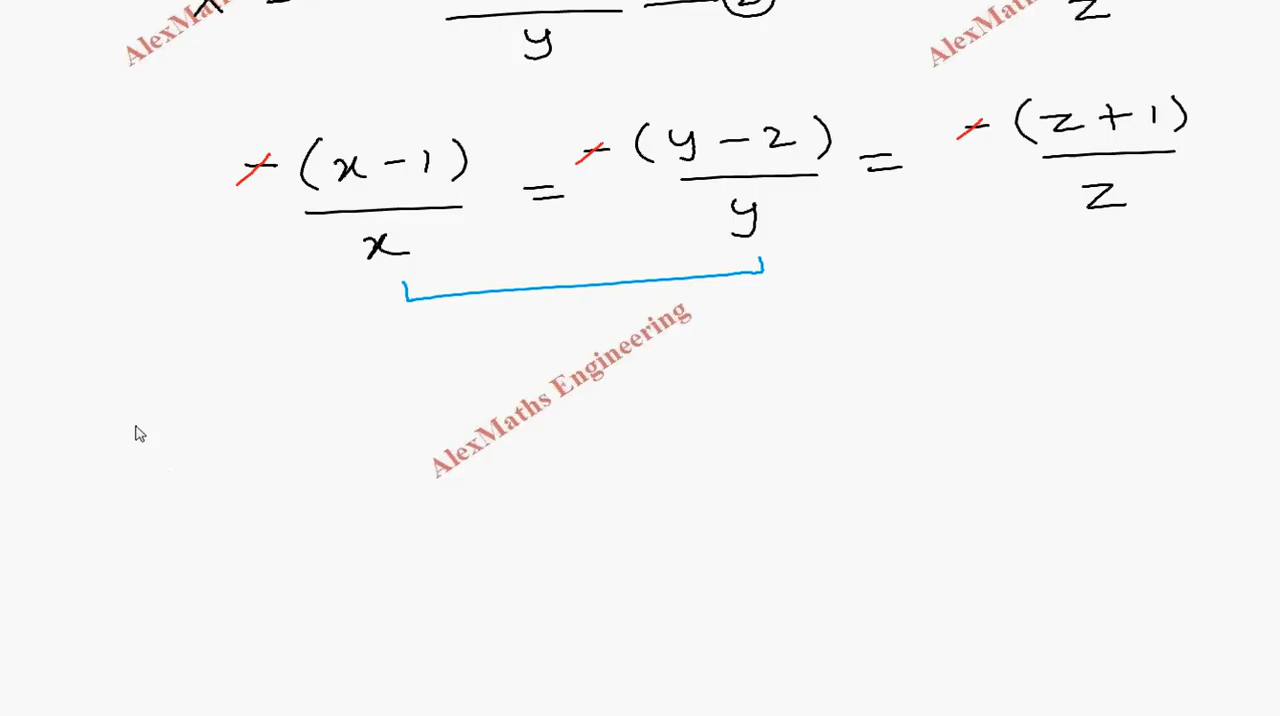 y
z
- (x - 1) / x = - (y - 2) / y = - (z + 1) / z
AlexMaths Engineering